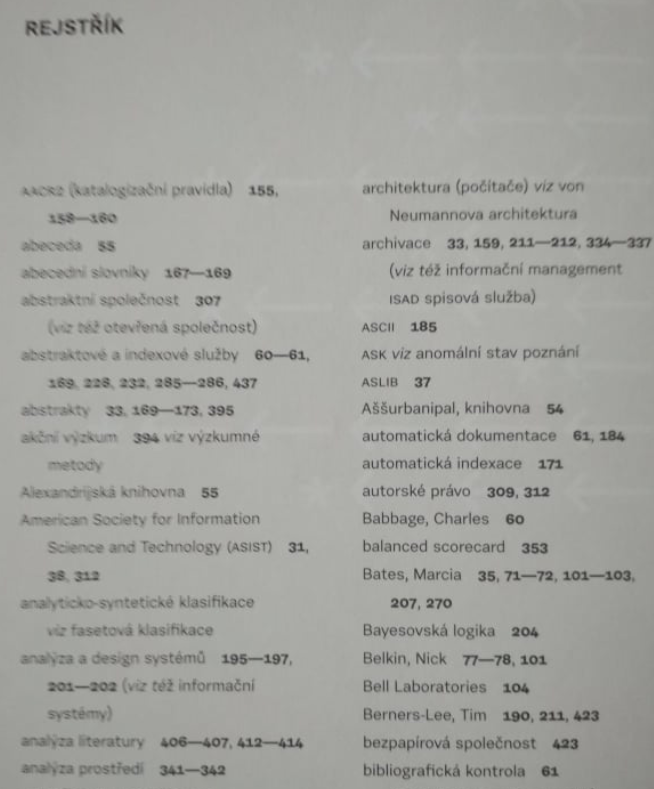 REJSTŘÍK
AACR2 (katalogizační pravidla) 155,
158—160
abeceda 55
abecední slovníky 167—169
abstraktní společnost 307
(viz též otevřená společnost)
abstraktové a indexové služby 60—61,
169, 228, 232, 285—286, 437
abstrakty 33, 169—173, 395
akční výzkum 394 viz výzkumné
metody
Alexandrijská knihovna 55
American Society for Information
Science and Technology (ASIST) 31,
38, 312
analyticko-syntetické klasifikace
viz fasetová klasifikace
analýza a design systémů 195—197,
201—202 (viz též informační
systémy)
analýza literatury 406—407, 412—414
analýza prostředí 341—342
architektura (počítače) viz von
Neumannova architektura
archivace 33, 159, 211—212, 334—337
(viz též informační management
ISAD spisová služba)
ASCII 185
ASK viz anomální stav poznání
ASLIB 37
Aššurbanipal, knihovna 54
automatická dokumentace 61, 184
automatická indexace 171
autorské právo 309, 312
Babbage, Charles 60
balanced scorecard 353
Bates, Marcia 35, 71—72, 101—103,
207, 270
Bayesovská logika 204
Belkin, Nick 77—78, 101
Bell Laboratories 104
Berners-Lee, Tim 190, 211, 423
bezpapírová společnost 423
bibliografická kontrola 61